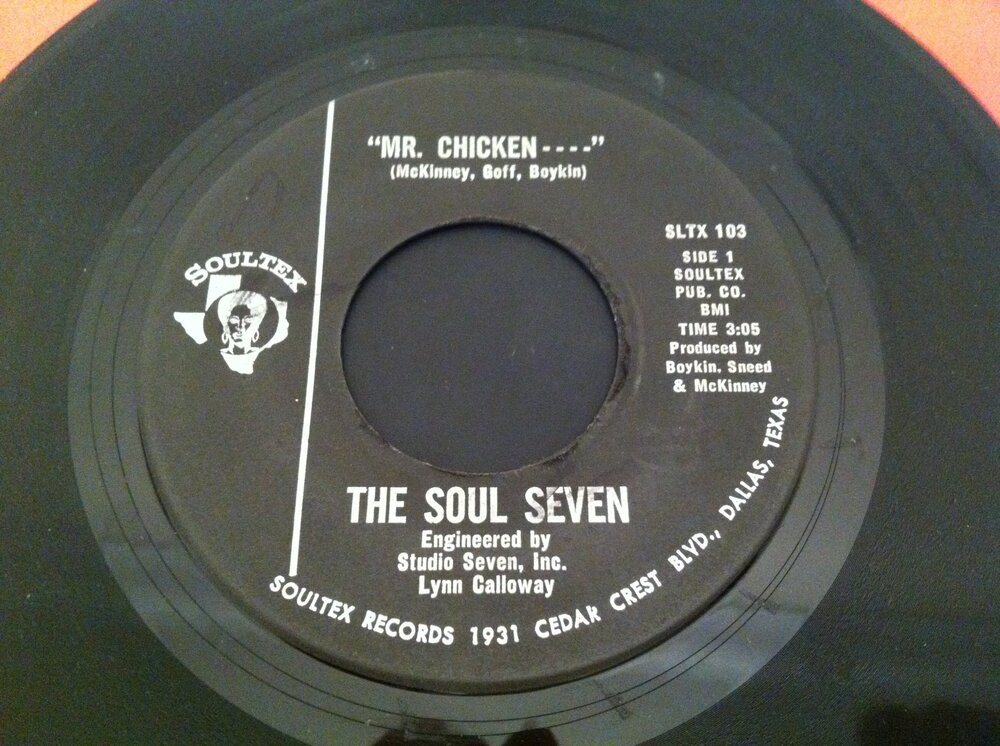 "MR. CHICKEN ----"
(McKinney, Goff, Boykin)
SOULTEX
SLTX 103
SIDE 1
SOULTEX
PUB. CO.
BMI
TIME 3:05
Produced by
Boykin, Sneed
& McKinney
THE SOUL SEVEN
Engineered by
Studio Seven, Inc.
Lynn Calloway
SOULTEX RECORDS 1931 CEDAR CREST BLVD., DALLAS, TEXAS